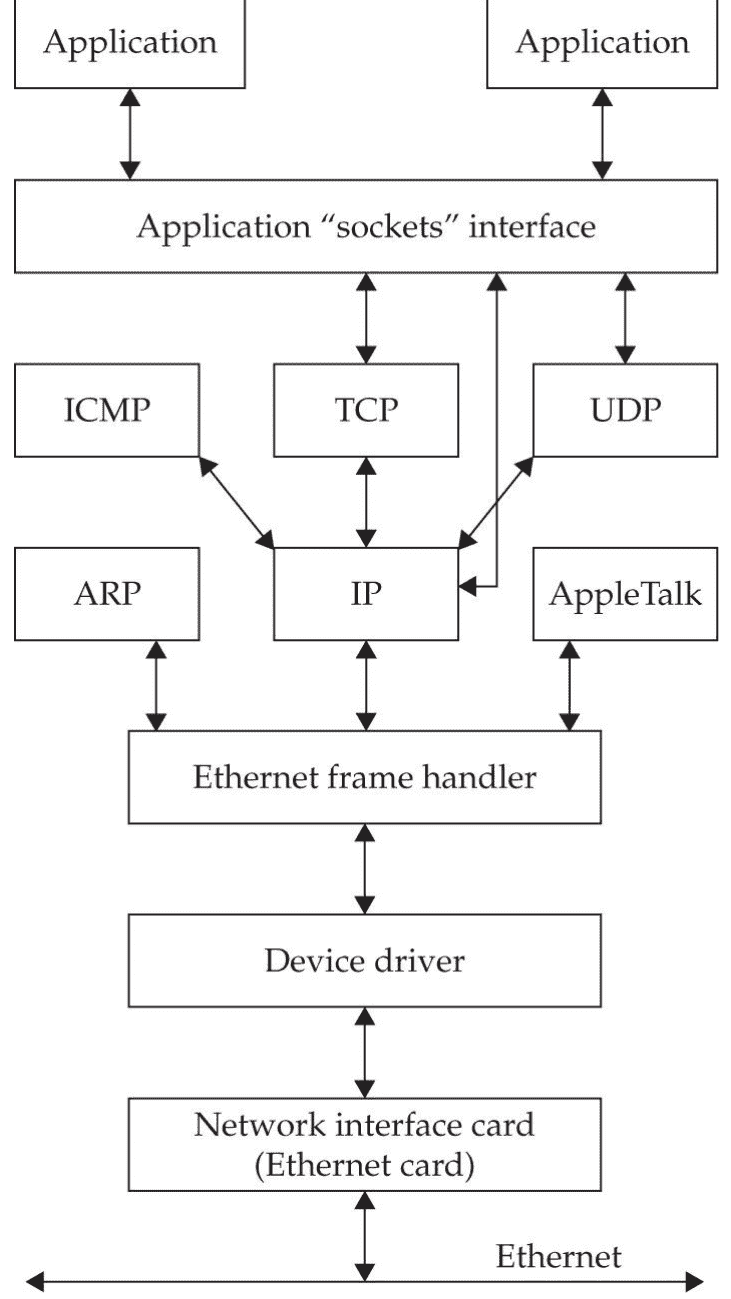 Application
Application
Application “sockets” interface
ICMP
TCP
UDP
ARP
IP
AppleTalk
Ethernet frame handler
Device driver
Network interface card
(Ethernet card)
Ethernet